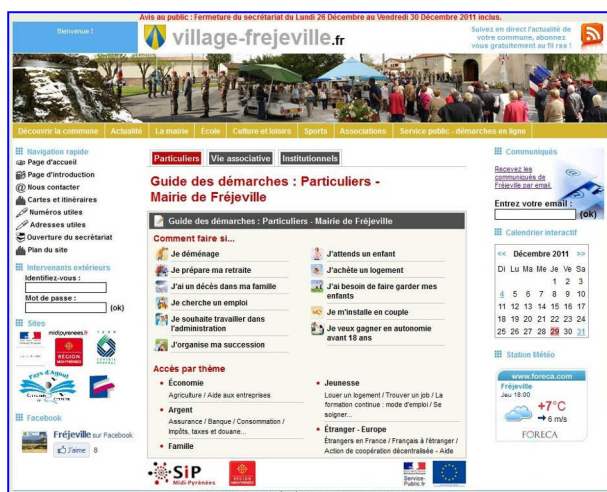 Avis au public : Fermeture du secrétariat du Lundi 26 Décembre au Vendredi 30 Décembre 2011 inclus.
Bienvenue !
village-frejeville.fr
Suivez en direct l'actualité de
votre commune, abonnez
vous gratuitement au fil rss !
Découvrir la commune
Actualité
La mairie
École
Culture et loisirs
Sports
Associations
Service public - démarches en ligne
Navigation rapide
Page d'accueil
Page d'introduction
Nous contacter
Cartes et itinéraires
Numéros utiles
Adresses utiles
Ouverture du secrétariat
Plan du site
Intervenants extérieurs
Identifiez-vous :
Mot de passe :
(ok)
Sites
midipyrenees.fr
RÉGION
MIDI-PYRÉNÉES
Pays d'Agout
Facebook
Fréjeville sur Facebook
J'aime 8
Particuliers
Vie associative
Institutionnels
Guide des démarches : Particuliers -
Mairie de Fréjeville
Guide des démarches : Particuliers - Mairie de Fréjeville
Comment faire si...
Je déménage
Je prépare ma retraite
J'ai un décès dans ma famille
Je cherche un emploi
Je souhaite travailler dans
l'administration
J'organise ma succession
J'attends un enfant
J'achète un logement
J'ai besoin de faire garder mes
enfants
Je m'installe en couple
Je veux gagner en autonomie
avant 18 ans
Accès par thème
Économie
Agriculture / Aide aux entreprises
Argent
Assurance / Banque / Consommation /
Impôts, taxes et douane...
Famille
Jeunesse
Louer un logement / Trouver un job / La
formation continue : mode d'emploi / Se
soigner...
Étranger - Europe
Étrangers en France / Français à l'étranger /
Action de coopération décentralisée - Aide
SiP
Midi-Pyrénées
RÉGION
Service-
Public.fr
Communiqués
Recevez les
communiqués de
Fréjeville par email.
Entrez votre email :
(ok)
Calendrier interactif
<< Décembre 2011 >>
Di Lu Ma Me Je Ve Sa
1 2 3
4 5 6 7 8 9 10
11 12 13 14 15 16 17
18 19 20 21 22 23 24
25 26 27 28 29 30 31
Station Météo
www.foreca.com
Fréjeville
Jeu 18:00
+7°C
6 m/s
FORECA